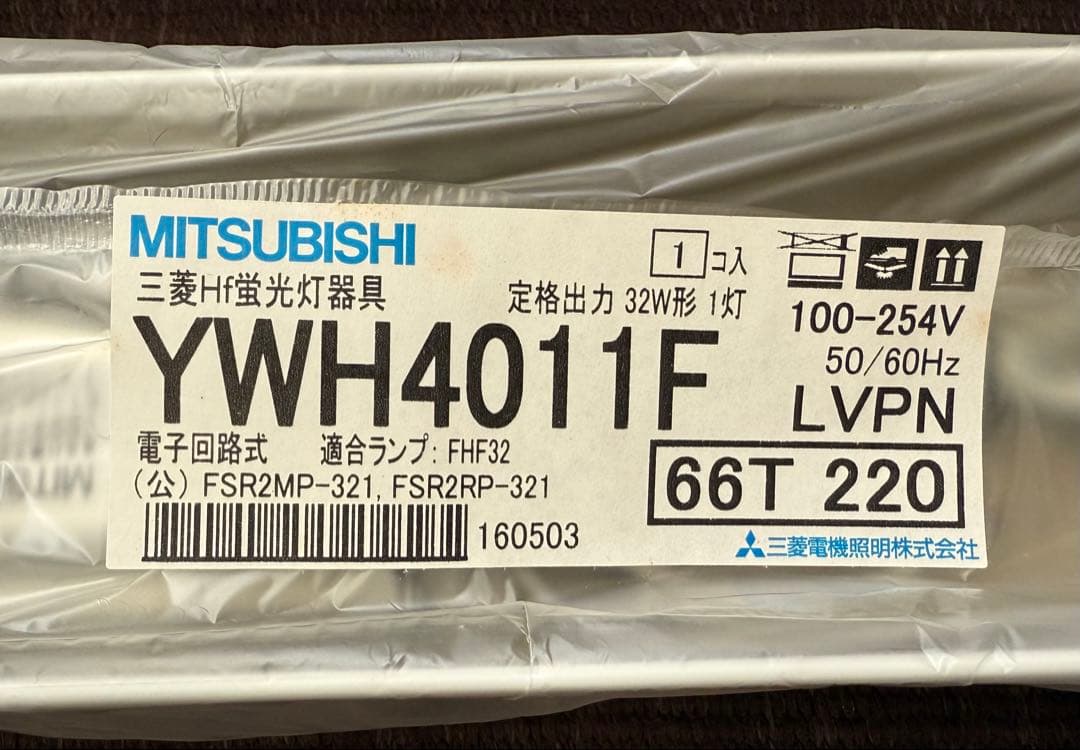 MITSUBISHI
1 コ入
三菱Hf蛍光灯器具
定格出力 32W形 1灯
100-254V
YWH4011F
50/60Hz
LVPN
電子回路式 適合ランプ: FHF32
(公) FSR2MP-321, FSR2RP-321
66T 220
160503
三菱電機照明株式会社